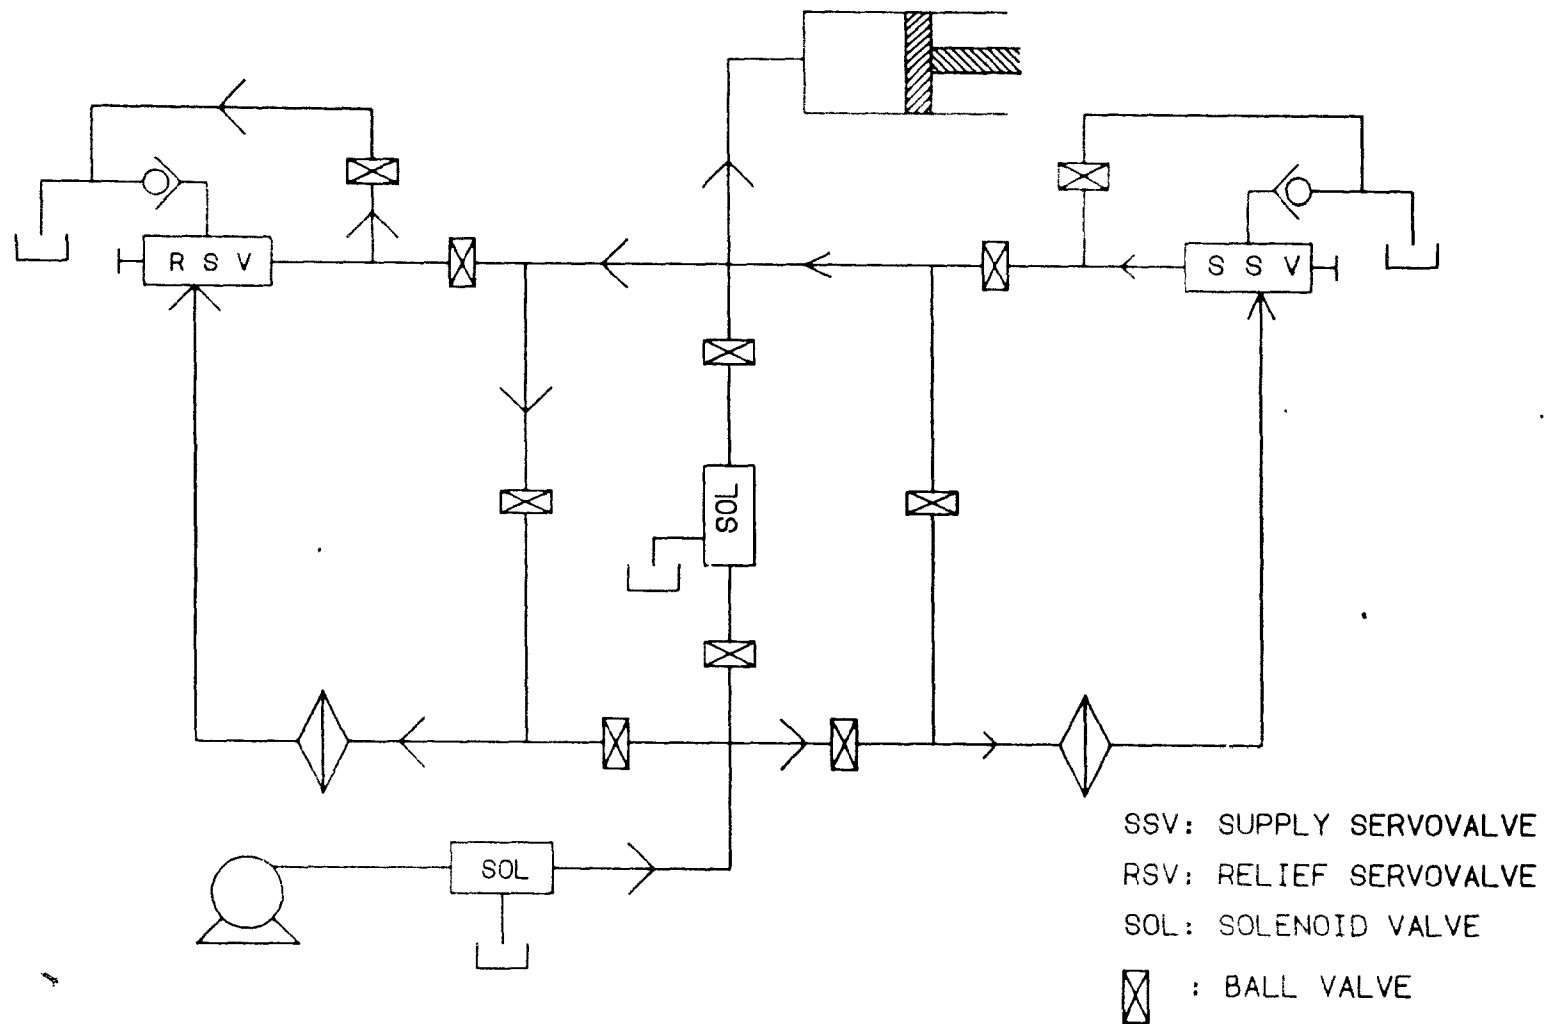 R S V
S S V
SOL
SOL
SSV: SUPPLY SERVOVALVE
RSV: RELIEF SERVOVALVE
SOL: SOLENOID VALVE
: BALL VALVE